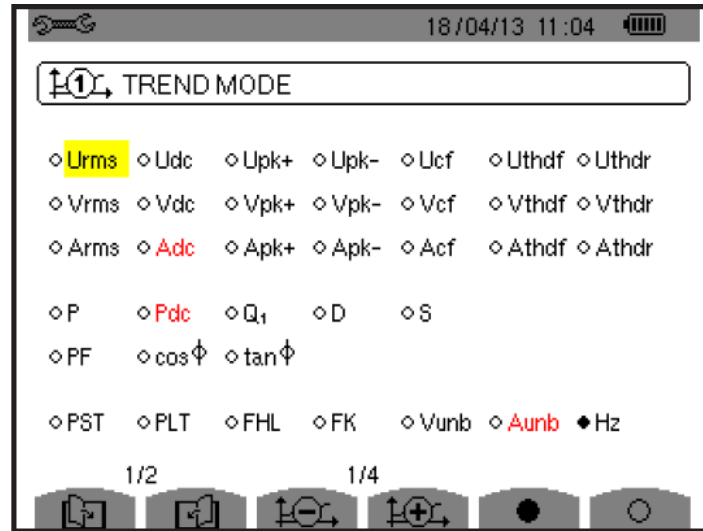 18/04/13 11:04
1 TREND MODE
Urms Udc Upk+ Upk- Ucf Uthdf Uthdr
Vrms Vdc Vpk+ Vpk- Vcf Vthdf Vthdr
Arms Adc Apk+ Apk- Acf Athdf Athdr
P Pdc Q₁ D S
PF cosΦ tanΦ
PST PLT FHL FK Vunb Aunb Hz
1/2 1/4